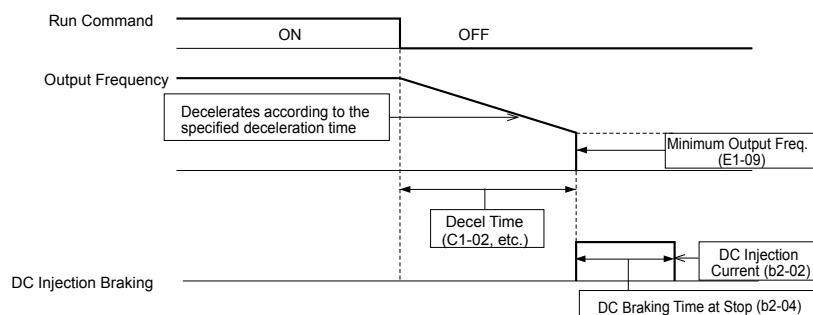 Run Command
ON
OFF
Output Frequency
Decelerates according to the
specified deceleration time
Minimum Output Freq.
(E1-09)
Decel Time
(C1-02, etc.)
DC Injection
Current (b2-02)
DC Injection Braking
DC Braking Time at Stop (b2-04)